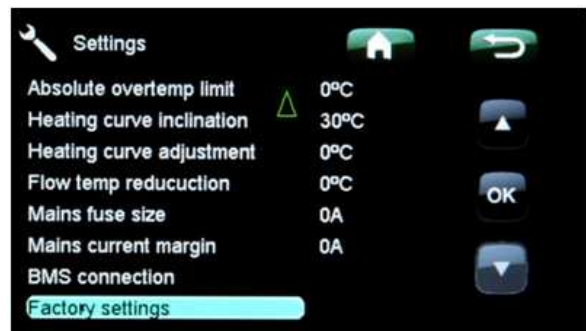 Settings
Absolute overtemp limit 0ºC
Heating curve inclination 30ºC
Heating curve adjustment 0ºC
Flow temp reducuction 0ºC
Mains fuse size 0A
Mains current margin 0A
BMS connection
Factory settings
OK